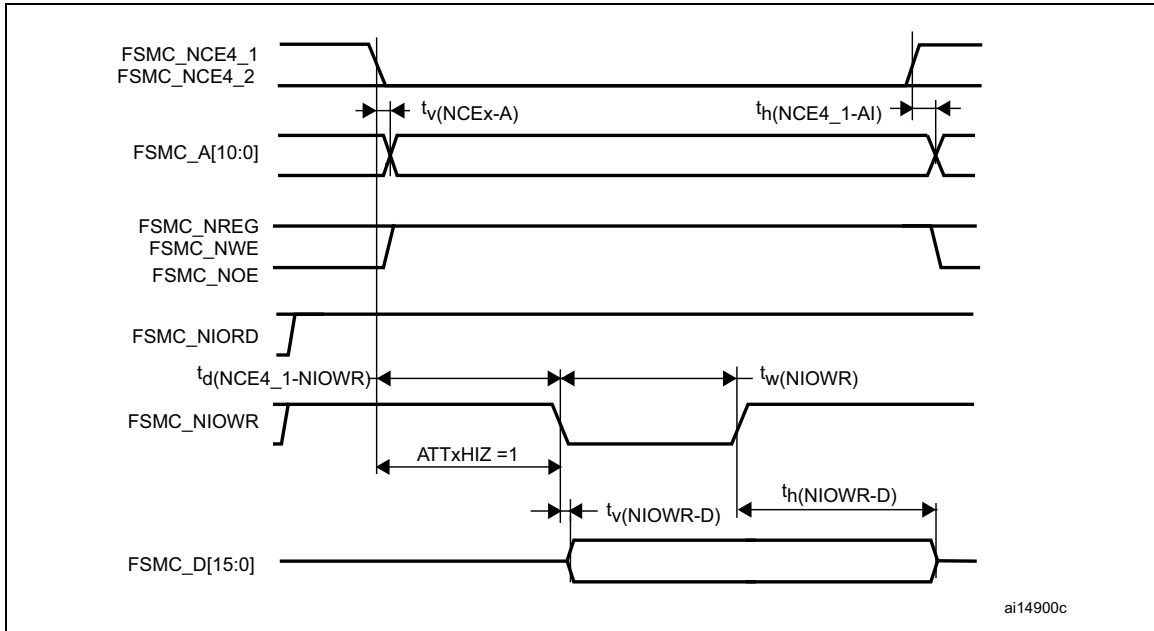 FSMC_NCE4_1
FSMC_NCE4_2
tv(NCEx-A)
th(NCE4_1-AI)
FSMC_A[10:0]
FSMC_NREG
FSMC_NWE
FSMC_NOE
FSMC_NIORD
td(NCE4_1-NIOWR)
tw(NIOWR)
FSMC_NIOWR
ATTxHIZ =1
th(NIOWR-D)
tv(NIOWR-D)
FSMC_D[15:0]
ai14900c